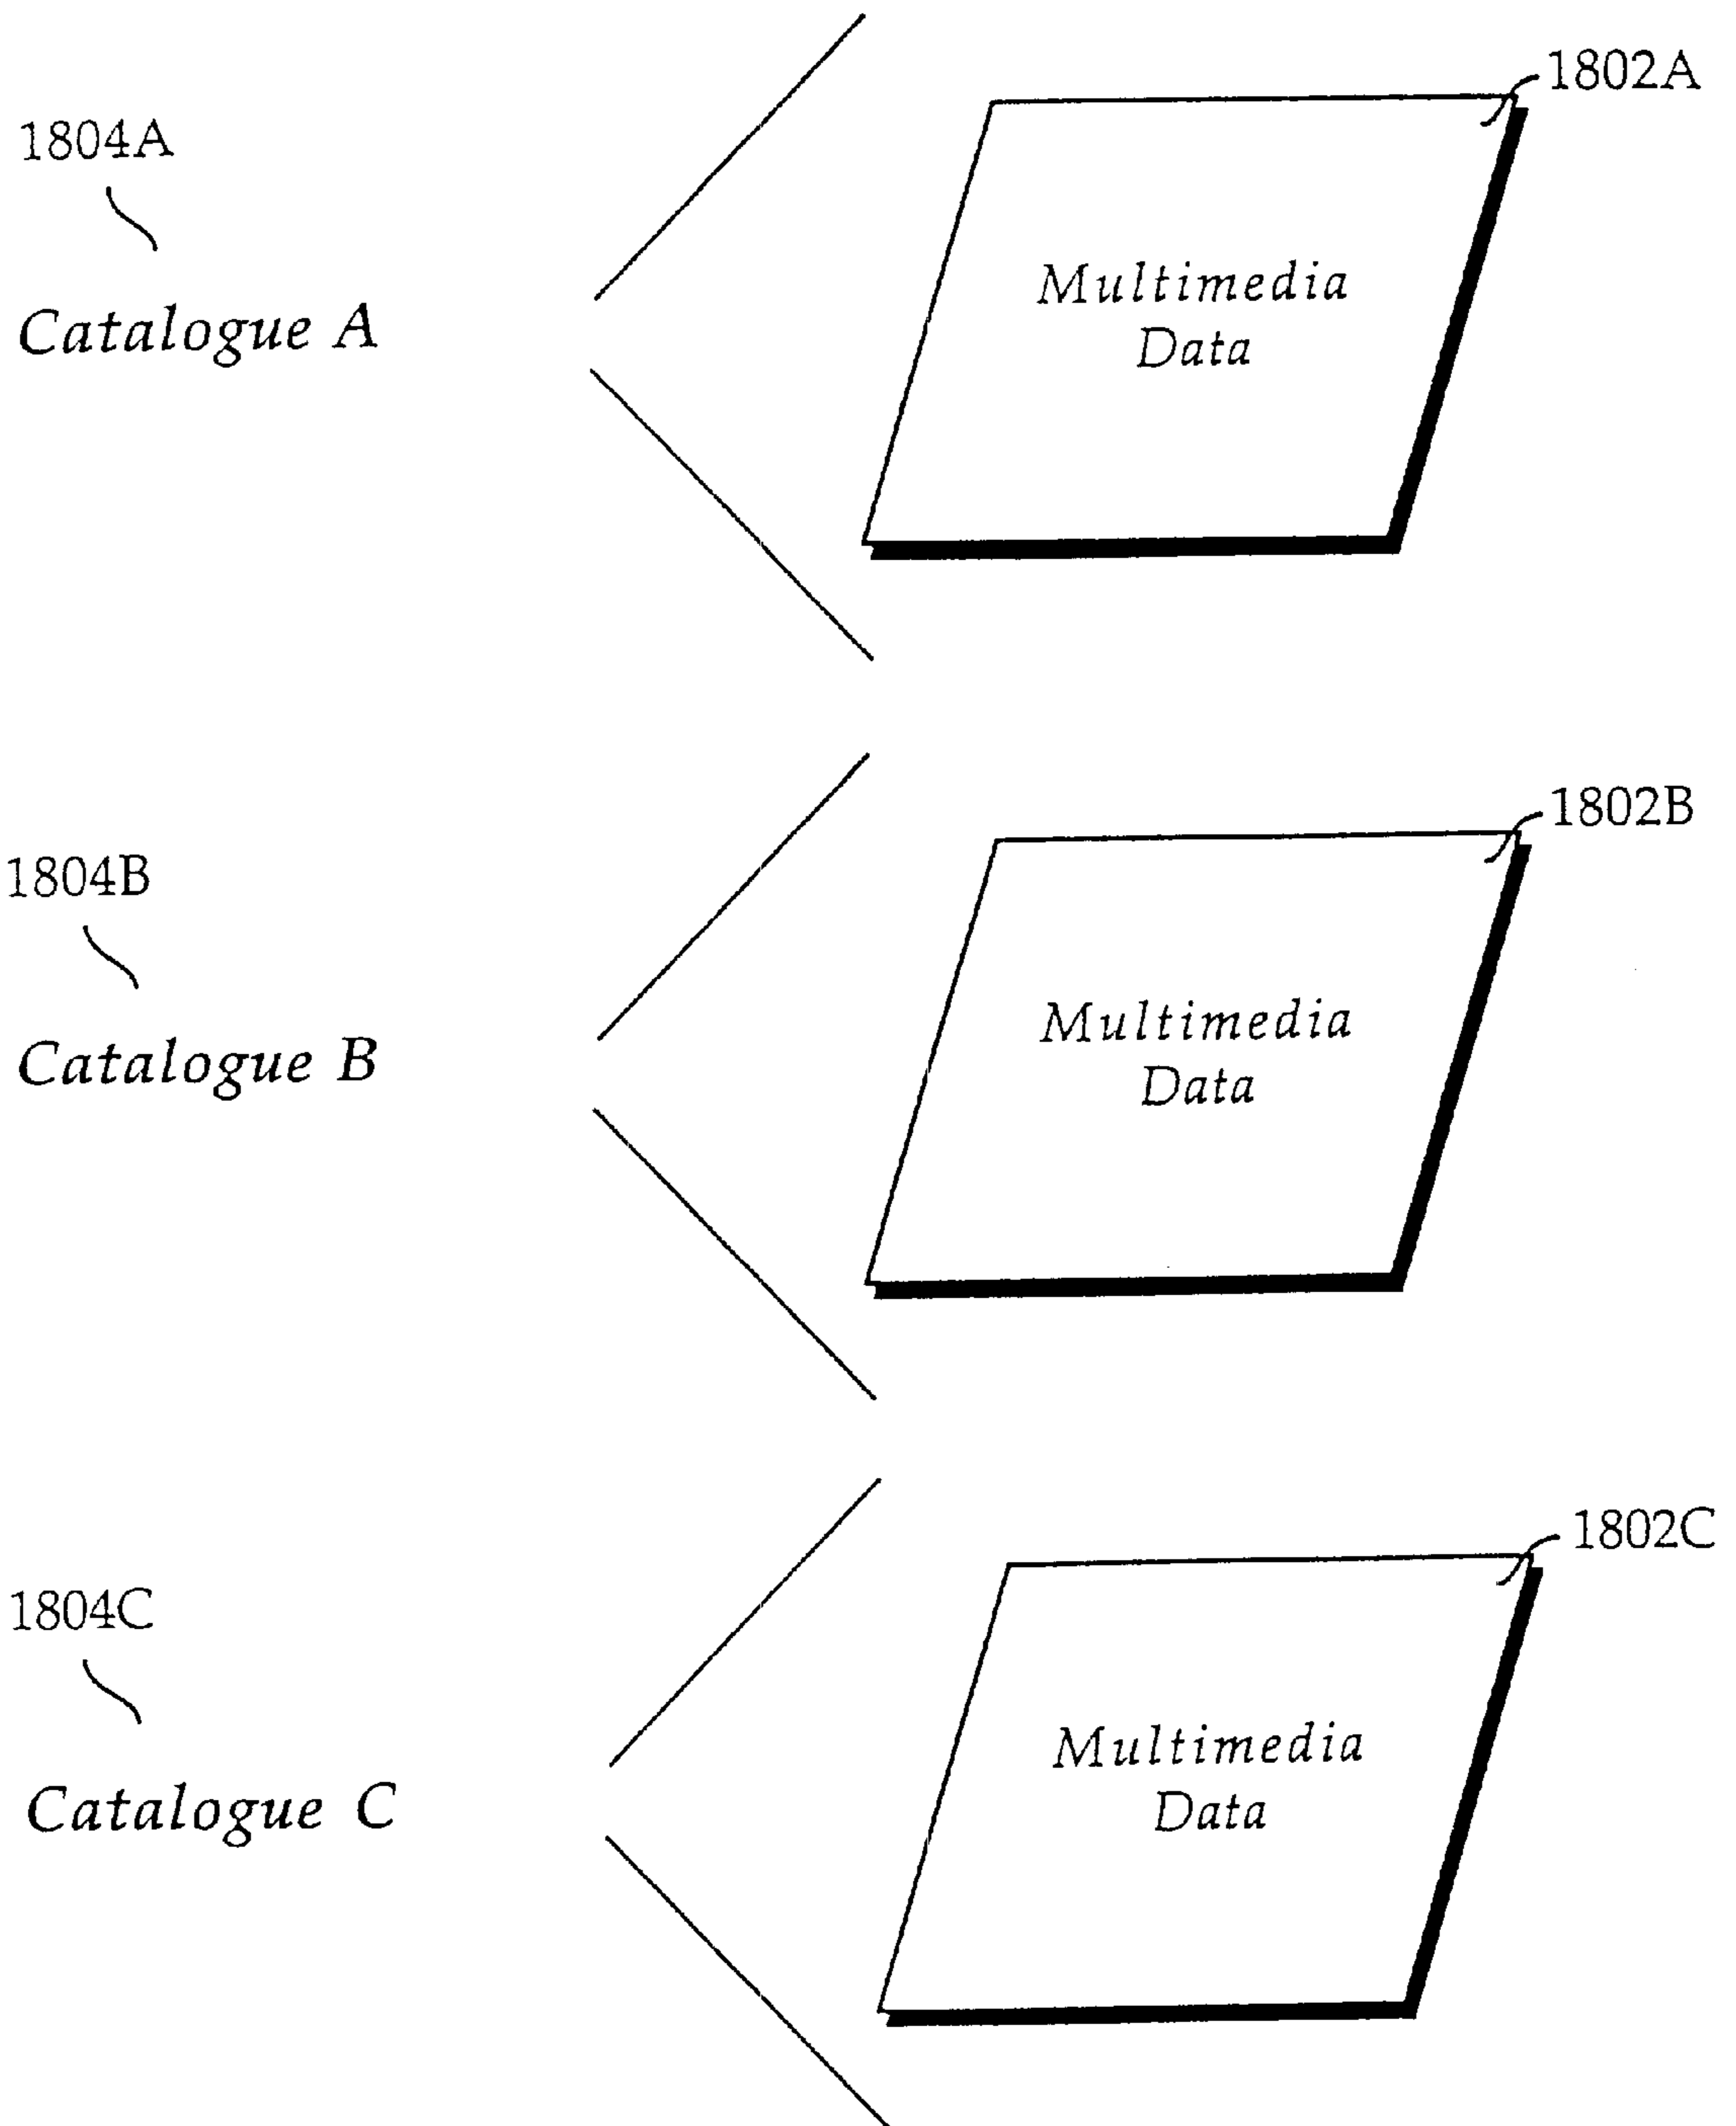 1802A
1804A
Multimedia
Data
Catalogue A
1802B
1804B
Multimedia
Data
Catalogue B
1802C
1804C
Multimedia
Data
Catalogue C